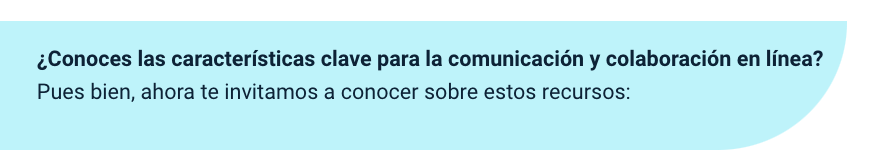 ¿Conoces las características clave para la comunicación y colaboración en línea?
Pues bien, ahora te invitamos a conocer sobre estos recursos: